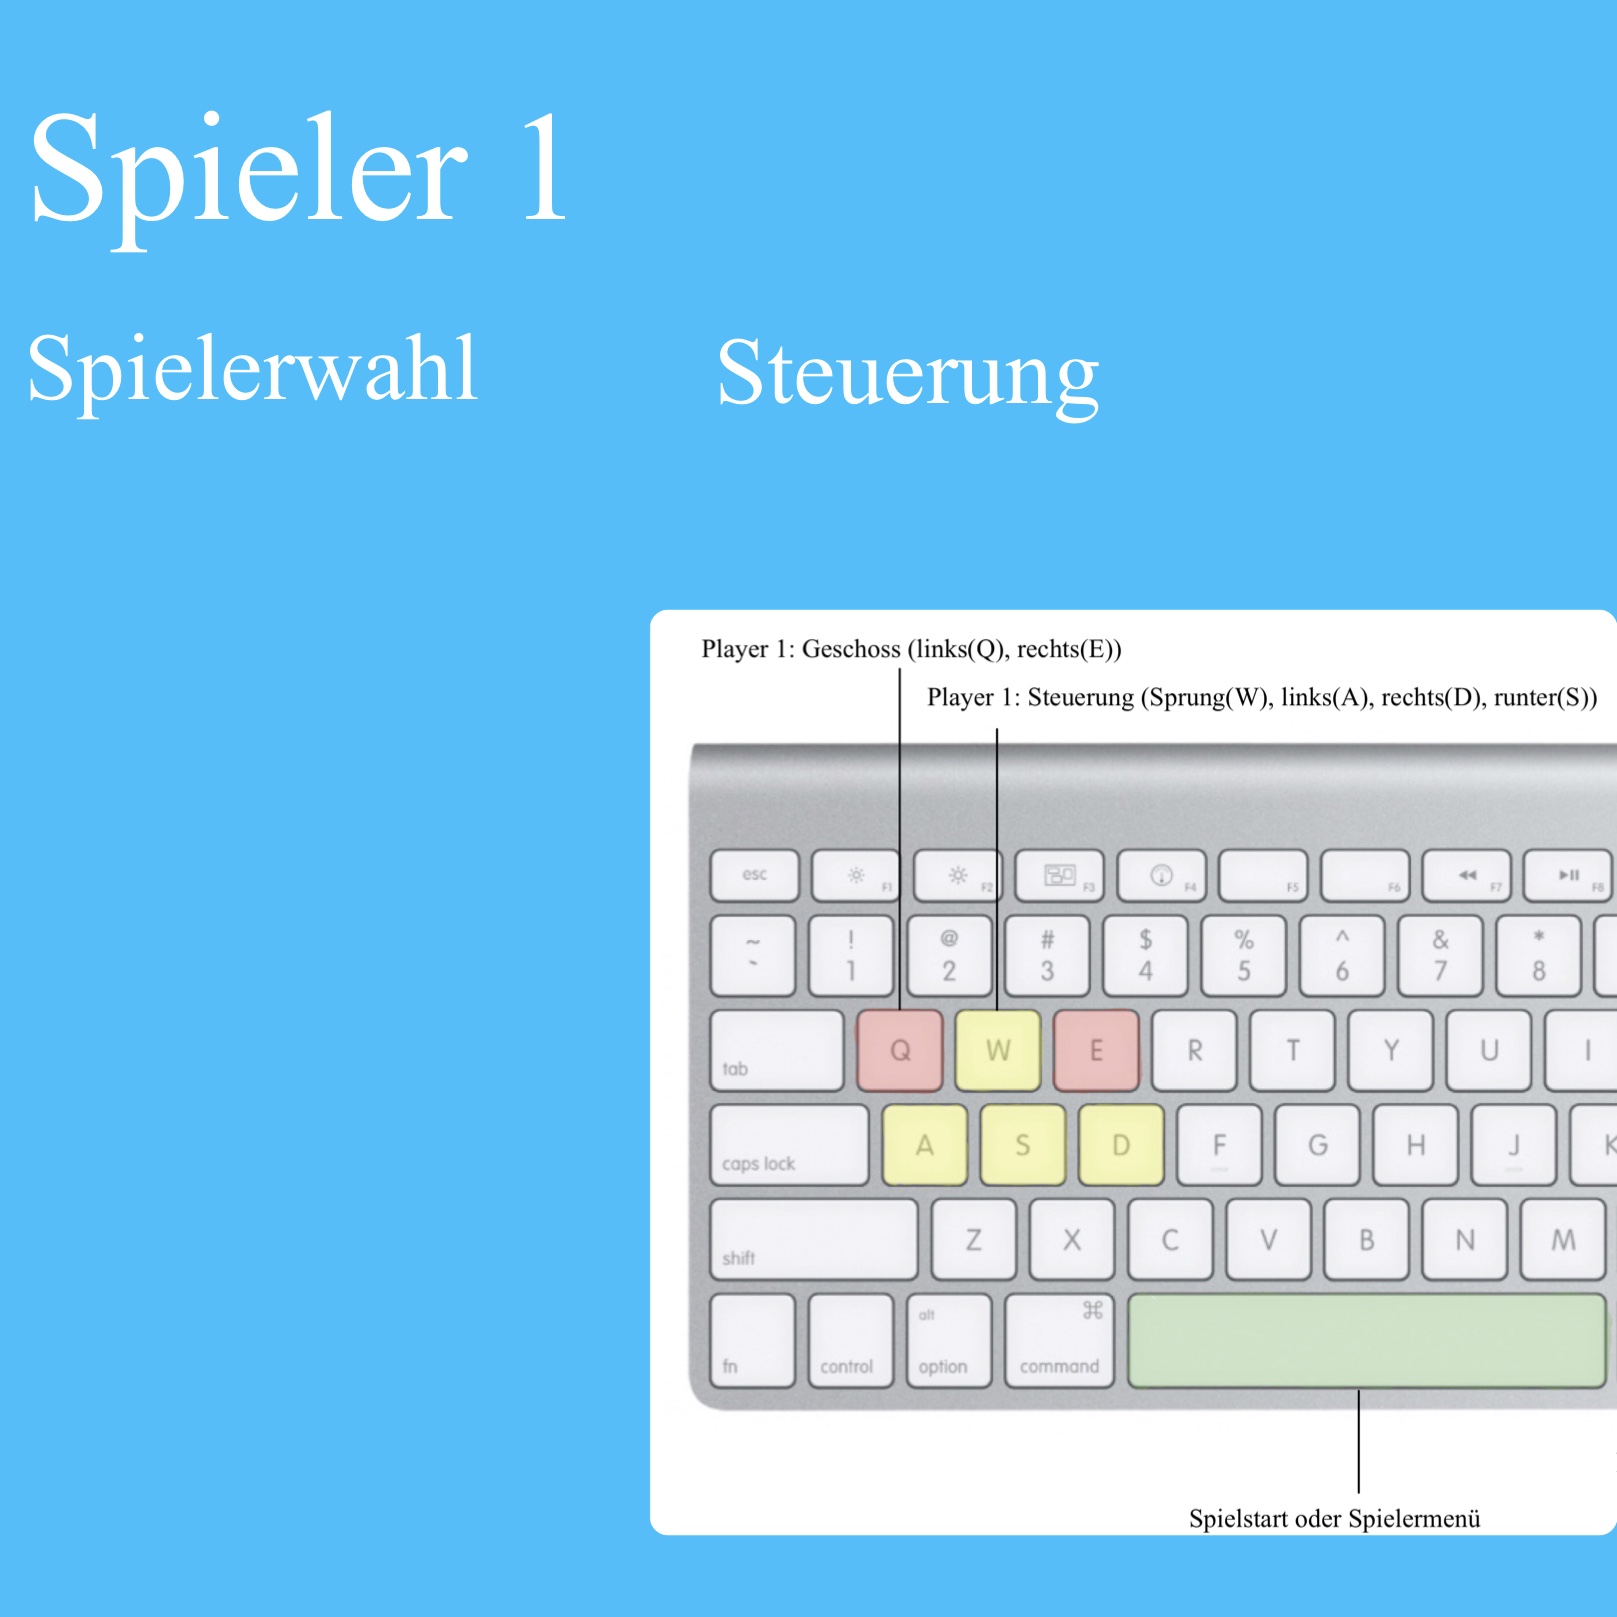 Spieler 1
Spielerwahl
Steuerung
Player 1: Geschoss (links(Q), rechts(E))
Player 1: Steuerung (Sprung(W), links(A), rechts(D), runter(S))
esc F1 F2 F3 F4 F5 F6 F7 F8
~ ! @ # $ % ^ & *
` 1 2 3 4 5 6 7 8
tab Q W E R T Y U I
caps lock A S D F G H J K
shift Z X C V B N M
alt ⌘
fn control option command
Spielstart oder Spielermenü